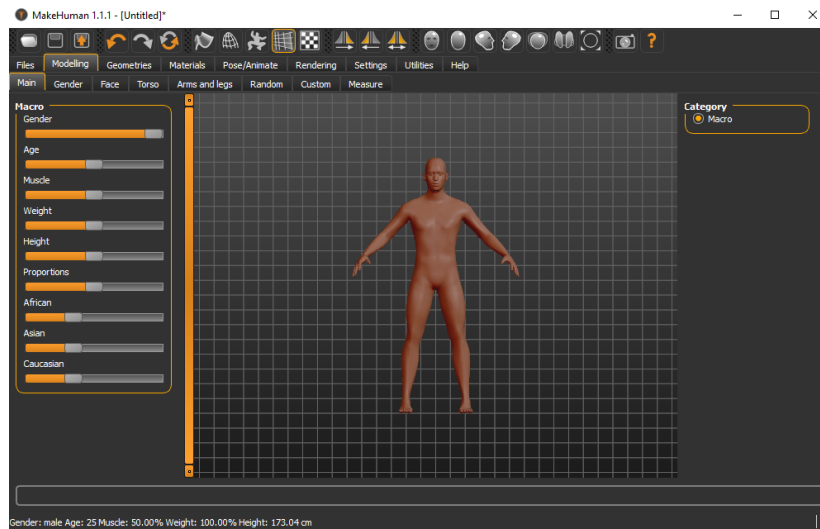 MakeHuman 1.1.1 - [Untitled]*
Files Modelling Geometries Materials Pose/Animate Rendering Settings Utilities Help
Main Gender Face Torso Arms and legs Random Custom Measure
Macro
Gender
Age
Muscle
Weight
Height
Proportions
African
Asian
Caucasian
Category
Macro
Gender: male Age: 25 Muscle: 50.00% Weight: 100.00% Height: 173.04 cm